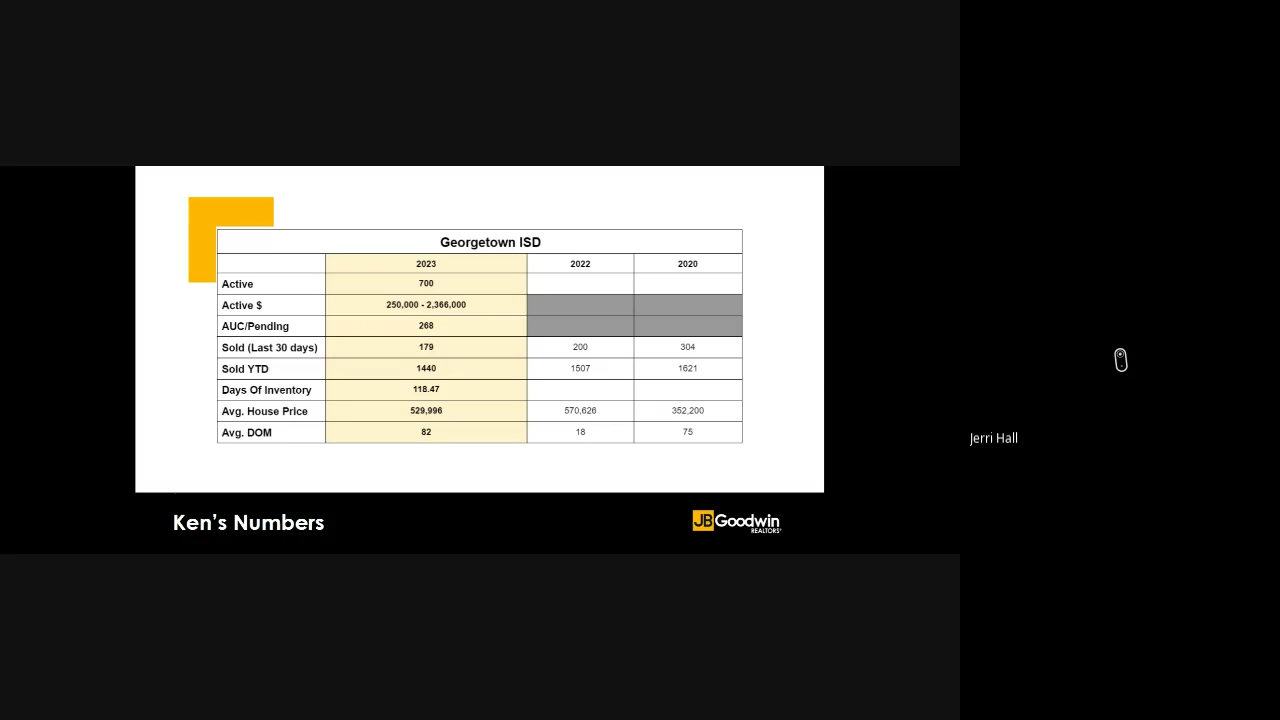 Georgetown ISD
2023 2022 2020
Active 700
Active $ 250,000 - 2,366,000
AUC/Pending 268
Sold (Last 30 days) 179 200 304
Sold YTD 1440 1507 1621
Days Of Inventory 118.47
Avg. House Price 529,996 570,626 352,200
Avg. DOM 82 18 75
Jerri Hall
Ken's Numbers
JB Goodwin
REALTORS®